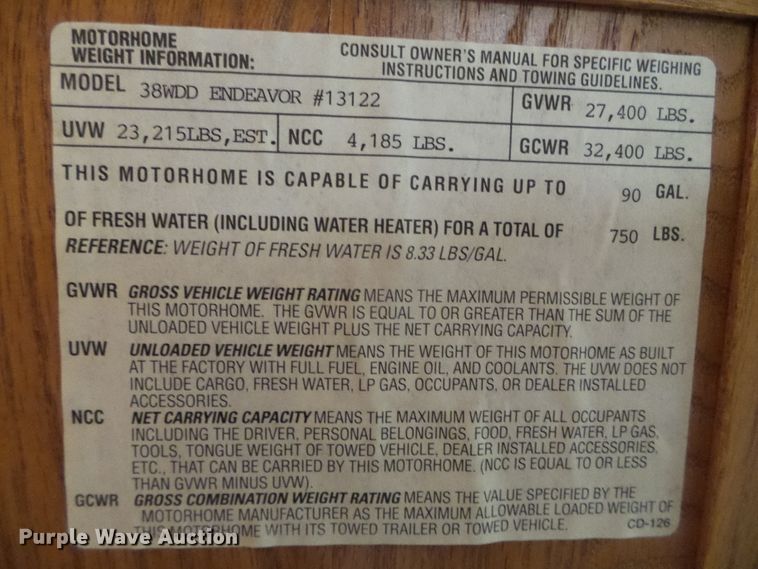 MOTORHOME
WEIGHT INFORMATION:
CONSULT OWNER'S MANUAL FOR SPECIFIC WEIGHING
INSTRUCTIONS AND TOWING GUIDELINES.
MODEL 38WDD ENDEAVOR #13122
GVWR 27,400 LBS.
UVW 23,215LBS,EST. NCC 4,185 LBS.
GCWR 32,400 LBS.
THIS MOTORHOME IS CAPABLE OF CARRYING UP TO 90 GAL.
OF FRESH WATER (INCLUDING WATER HEATER) FOR A TOTAL OF 750 LBS.
REFERENCE: WEIGHT OF FRESH WATER IS 8.33 LBS/GAL.
GVWR GROSS VEHICLE WEIGHT RATING MEANS THE MAXIMUM PERMISSIBLE WEIGHT OF
THIS MOTORHOME. THE GVWR IS EQUAL TO OR GREATER THAN THE SUM OF THE
UNLOADED VEHICLE WEIGHT PLUS THE NET CARRYING CAPACITY.
UVW UNLOADED VEHICLE WEIGHT MEANS THE WEIGHT OF THIS MOTORHOME AS BUILT
AT THE FACTORY WITH FULL FUEL, ENGINE OIL, AND COOLANTS. THE UVW DOES NOT
INCLUDE CARGO, FRESH WATER, LP GAS, OCCUPANTS, OR DEALER INSTALLED
ACCESSORIES.
NCC NET CARRYING CAPACITY MEANS THE MAXIMUM WEIGHT OF ALL OCCUPANTS
INCLUDING THE DRIVER, PERSONAL BELONGINGS, FOOD, FRESH WATER, LP GAS,
TOOLS, TONGUE WEIGHT OF TOWED VEHICLE, DEALER INSTALLED ACCESSORIES,
ETC., THAT CAN BE CARRIED BY THIS MOTORHOME. (NCC IS EQUAL TO OR LESS
THAN GVWR MINUS UVW).
GCWR GROSS COMBINATION WEIGHT RATING MEANS THE VALUE SPECIFIED BY THE
MOTORHOME MANUFACTURER AS THE MAXIMUM ALLOWABLE LOADED WEIGHT OF
THIS MOTORHOME WITH ITS TOWED TRAILER OR TOWED VEHICLE. CD-126
Purple Wave Auction